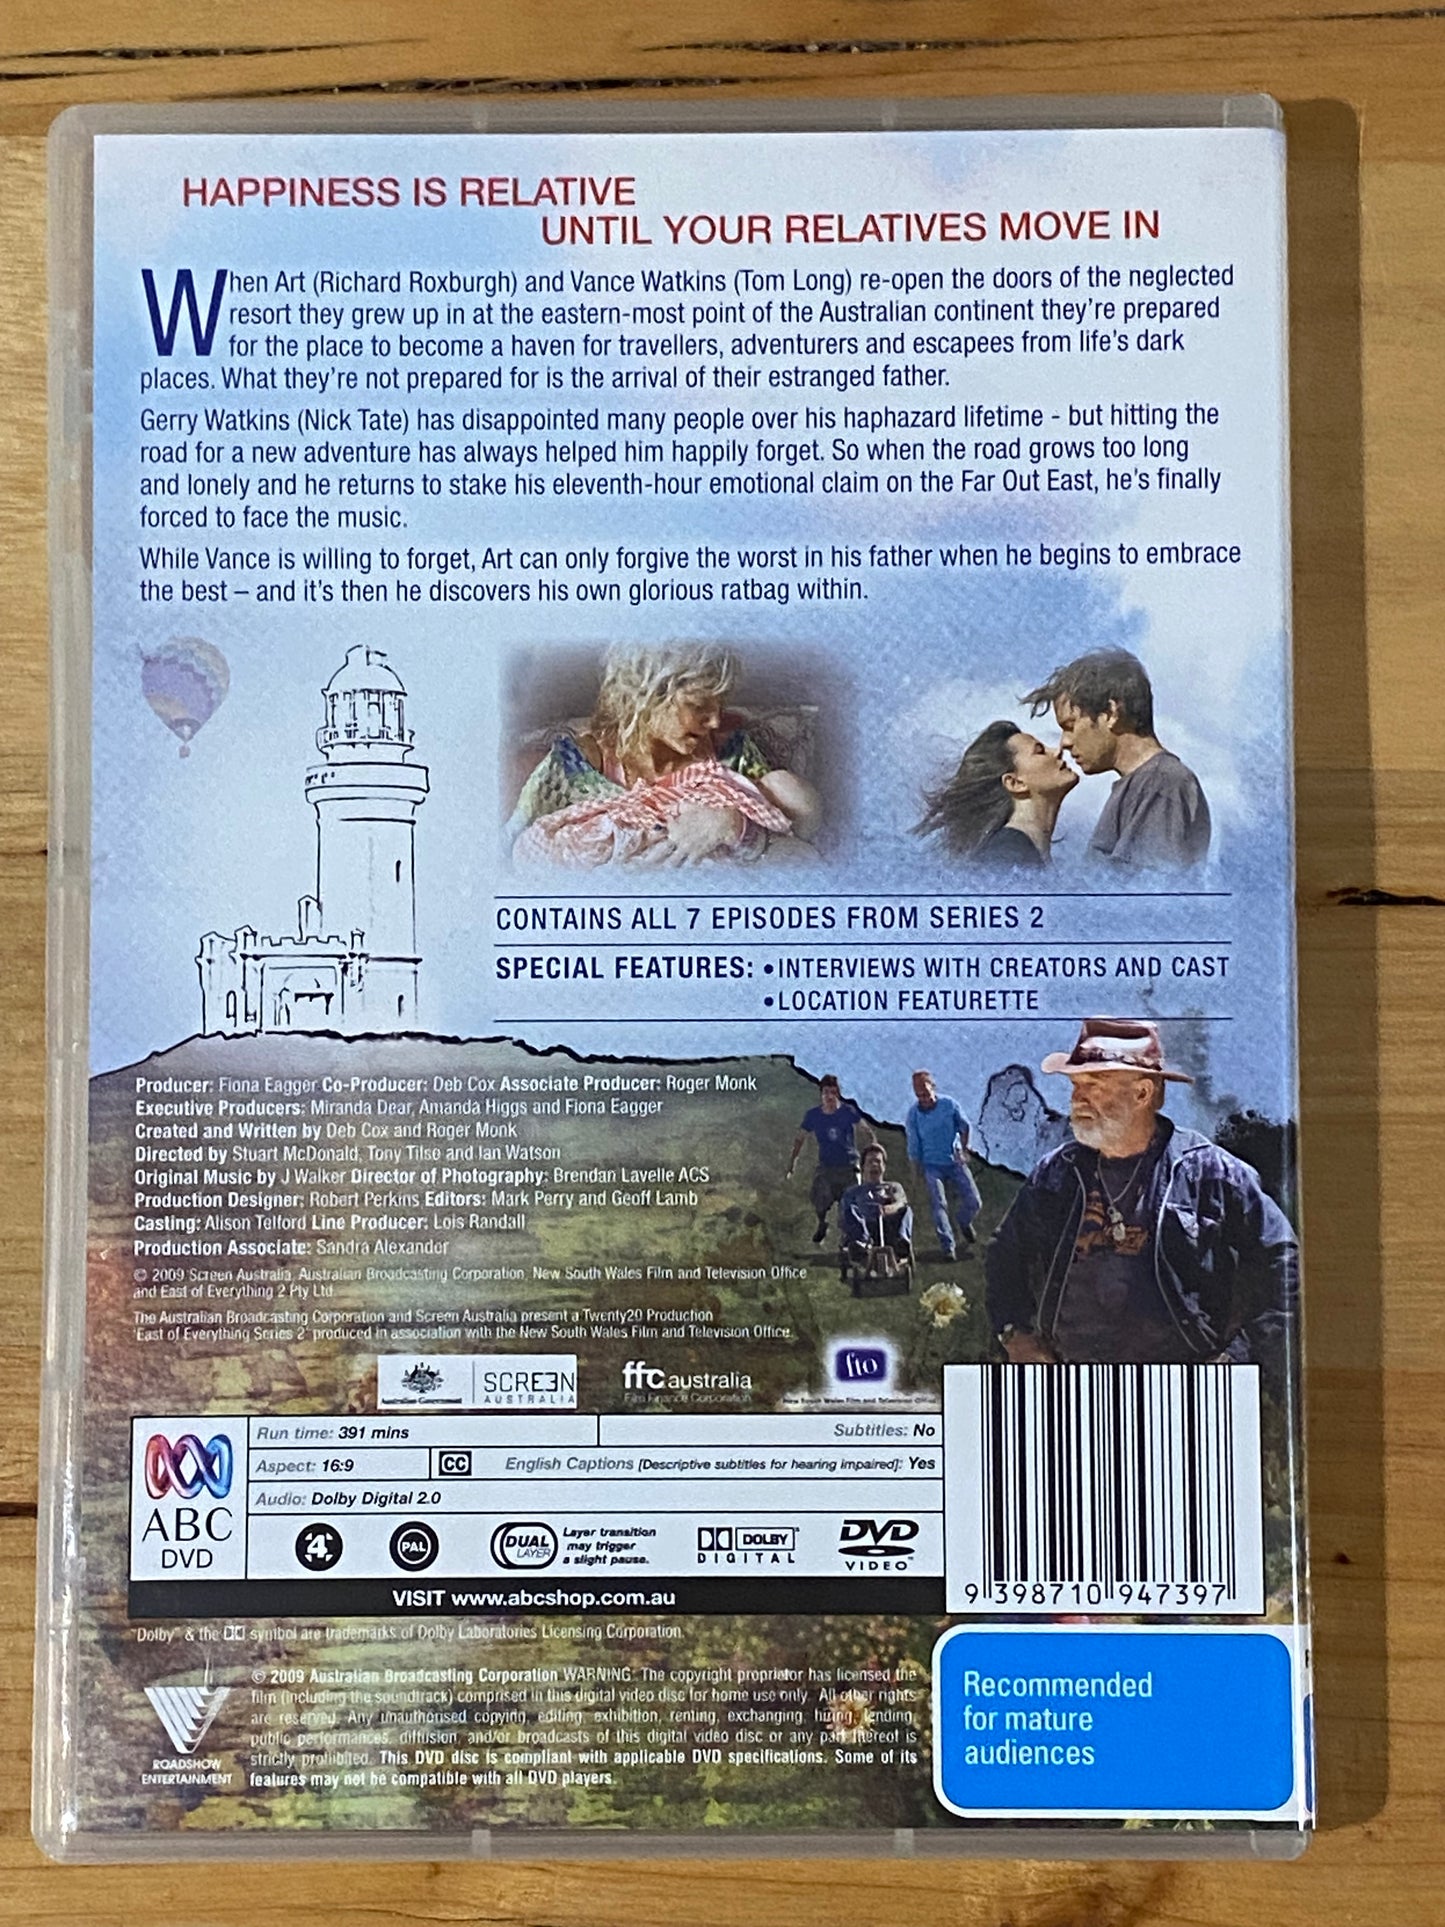 HAPPINESS IS RELATIVE
UNTIL YOUR RELATIVES MOVE IN
When Art (Richard Roxburgh) and Vance Watkins (Tom Long) re-open the doors of the neglected
resort they grew up in at the eastern-most point of the Australian continent they're prepared
for the place to become a haven for travellers, adventurers and escapees from life's dark
places. What they're not prepared for is the arrival of their estranged father.
Gerry Watkins (Nick Tate) has disappointed many people over his haphazard lifetime - but hitting the
road for a new adventure has always helped him happily forget. So when the road grows too long
and lonely and he returns to stake his eleventh-hour emotional claim on the Far Out East, he's finally
forced to face the music.
While Vance is willing to forget, Art can only forgive the worst in his father when he begins to embrace
the best – and it's then he discovers his own glorious ratbag within.
CONTAINS ALL 7 EPISODES FROM SERIES 2
SPECIAL FEATURES: •INTERVIEWS WITH CREATORS AND CAST
•LOCATION FEATURETTE
Producer: Fiona Eagger Co-Producer: Deb Cox Associate Producer: Roger Monk
Executive Producers: Miranda Dear, Amanda Higgs and Fiona Eagger
Created and Written by Deb Cox and Roger Monk
Directed by Stuart McDonald, Tony Tilse and Ian Watson
Original Music by J Walker Director of Photography: Brendan Lavelle ACS
Production Designer: Robert Perkins Editors: Mark Perry and Geoff Lamb
Casting: Alison Telford Line Producer: Lois Randall
Production Associate: Sandra Alexander
© 2009 Screen Australia, Australian Broadcasting Corporation, New South Wales Film and Television Office
and East of Everything 2 Pty Ltd
The Australian Broadcasting Corporation and Screen Australia present a Twenty20 Production
'East of Everything Series 2' produced in association with the New South Wales Film and Television Office.
Australian Government
SCREEN
AUSTRALIA
ffc australia
Film Finance Corporation
fto
New South Wales Film and Television Office
ABC
DVD
Run time: 391 mins
Subtitles: No
Aspect: 16:9
CC
English Captions [Descriptive subtitles for hearing impaired]: Yes
Audio: Dolby Digital 2.0
4
PAL
DUAL
LAYER
Layer transition
may trigger
a slight pause.
DOLBY
DIGITAL
DVD
VIDEO™
VISIT www.abcshop.com.au
9 398710 947397
"Dolby" & the symbol are trademarks of Dolby Laboratories Licensing Corporation.
ROADSHOW
ENTERTAINMENT
© 2009 Australian Broadcasting Corporation WARNING: The copyright proprietor has licensed the
film (including the soundtrack) comprised in this digital video disc for home use only. All other rights
are reserved. Any unauthorised copying, editing, exhibition, renting, exchanging, hiring, lending,
public performances, diffusion, and/or broadcasts of this digital video disc or any part thereof is
strictly prohibited. This DVD disc is compliant with applicable DVD specifications. Some of its
features may not be compatible with all DVD players.
Recommended
for mature
audiences